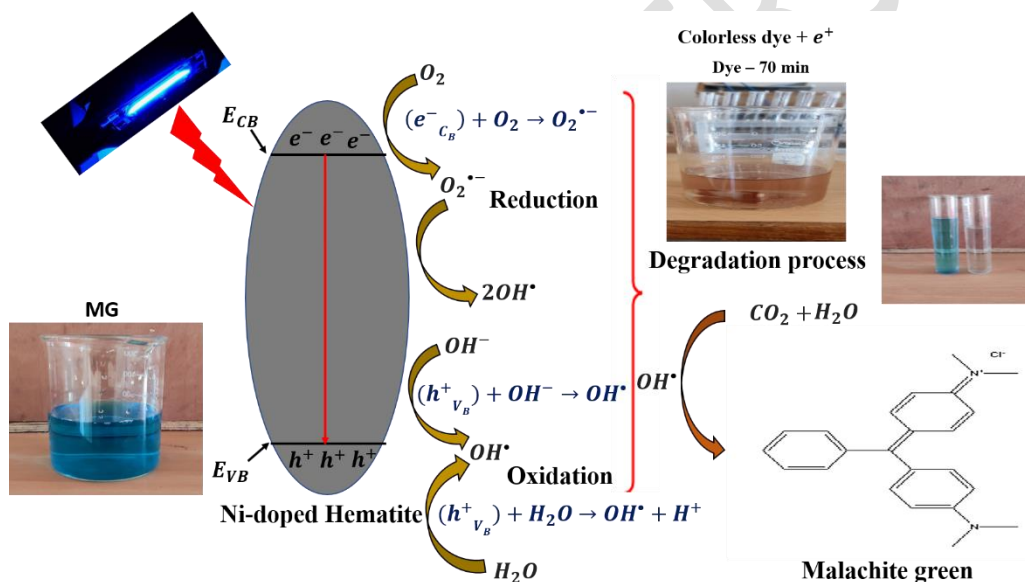 Colorless dye + e⁺
Dye – 70 min
O₂
E_CB
(e⁻_CB) + O₂ → O₂•⁻
e⁻ e⁻ e⁻
O₂•⁻
Reduction
Degradation process
2OH•
MG
CO₂ + H₂O
OH⁻
Cl⁻
N•
OH•
(h⁺_VB) + OH⁻ → OH•
OH•
E_VB
h⁺ h⁺ h⁺
Oxidation
Ni-doped Hematite
(h⁺_VB) + H₂O → OH• + H⁺
N
H₂O
Malachite green